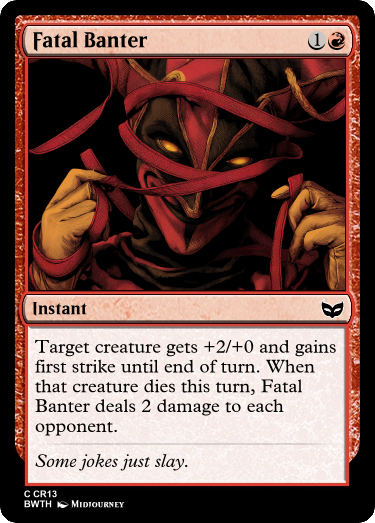 Fatal Banter 1
Instant
Target creature gets +2/+0 and gains
first strike until end of turn. When
that creature dies this turn, Fatal
Banter deals 2 damage to each
opponent.
Some jokes just slay.
C CR13
BWTH Midjourney